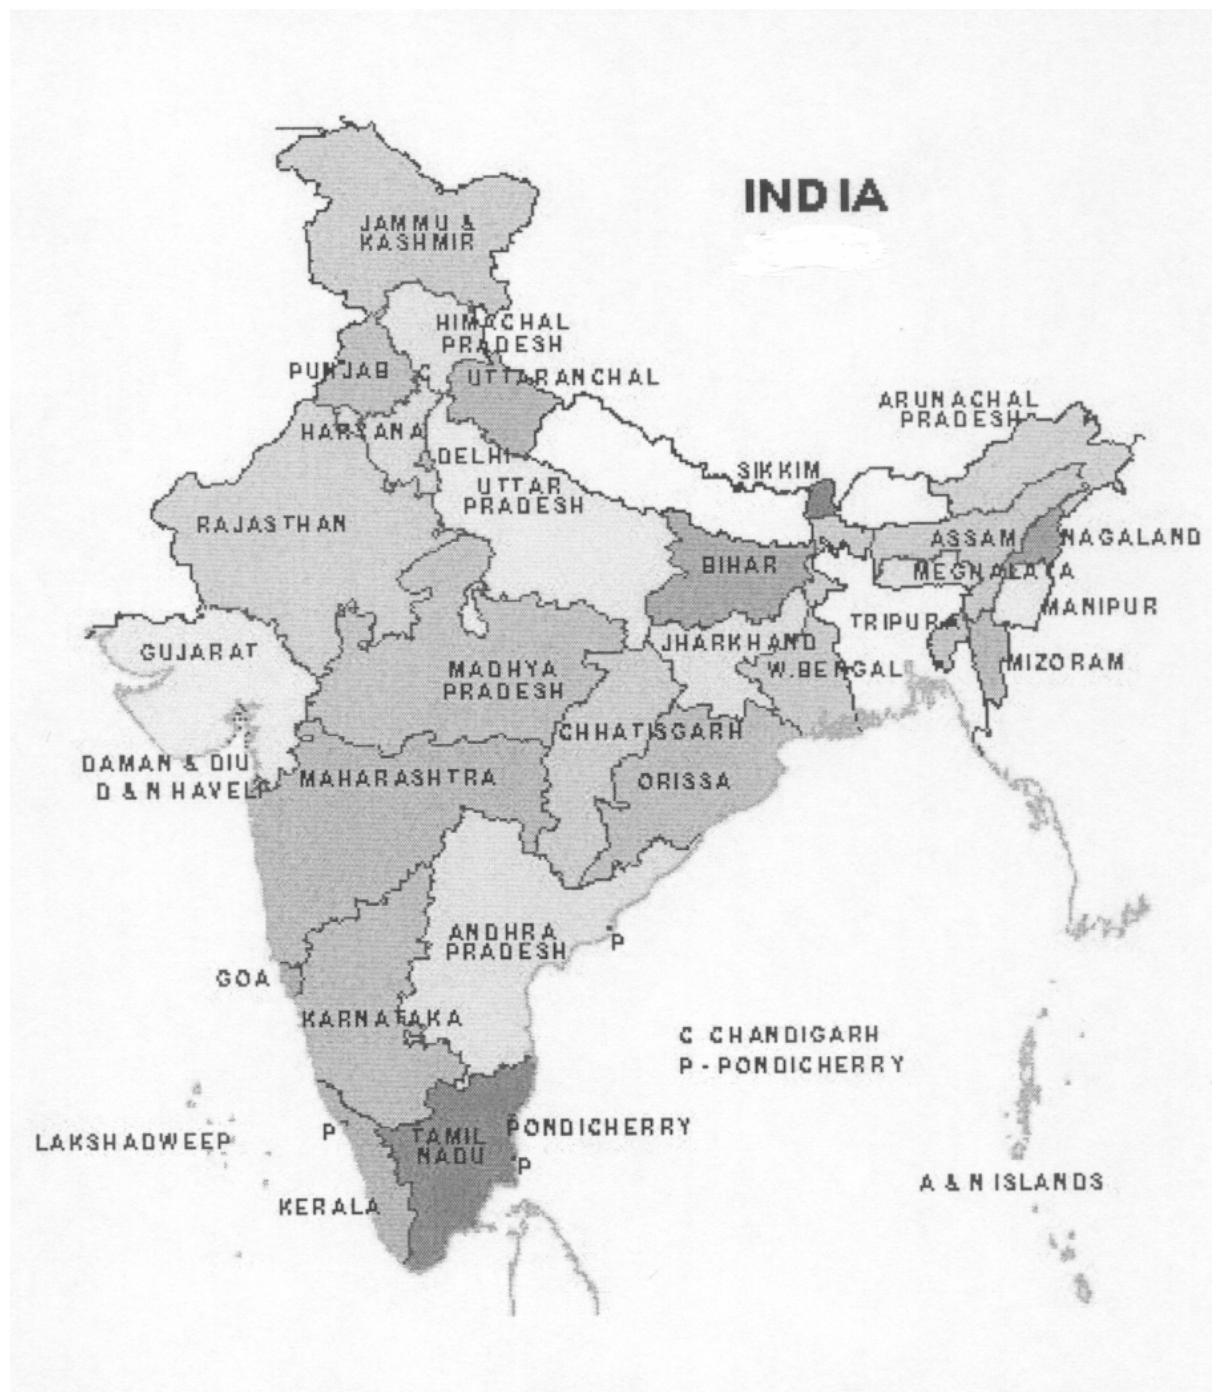 INDIA
JAMMU &
KASHMIR
HIMACHAL
PRADESH
PUNJAB
C
UTTARANCHAL
ARUNACHAL
PRADESH
HARYANA
DELHI
SIKKIM
UTTAR
PRADESH
RAJASTHAN
ASSAM
NAGALAND
BIHAR
MEGHALAYA
MANIPUR
TRIPURA
GUJARAT
JHARKHAND
MADHYA
PRADESH
W.BENGAL
MIZORAM
CHHATISGARH
DAMAN & DIU
D & N HAVELI
MAHARASHTRA
ORISSA
ANDHRA
PRADESH
P
GOA
KARNATAKA
C CHANDIGARH
P - PONDICHERRY
P
TAMIL
NADU
PONDICHERRY
LAKSHADWEEP
P
KERALA
A & N ISLANDS